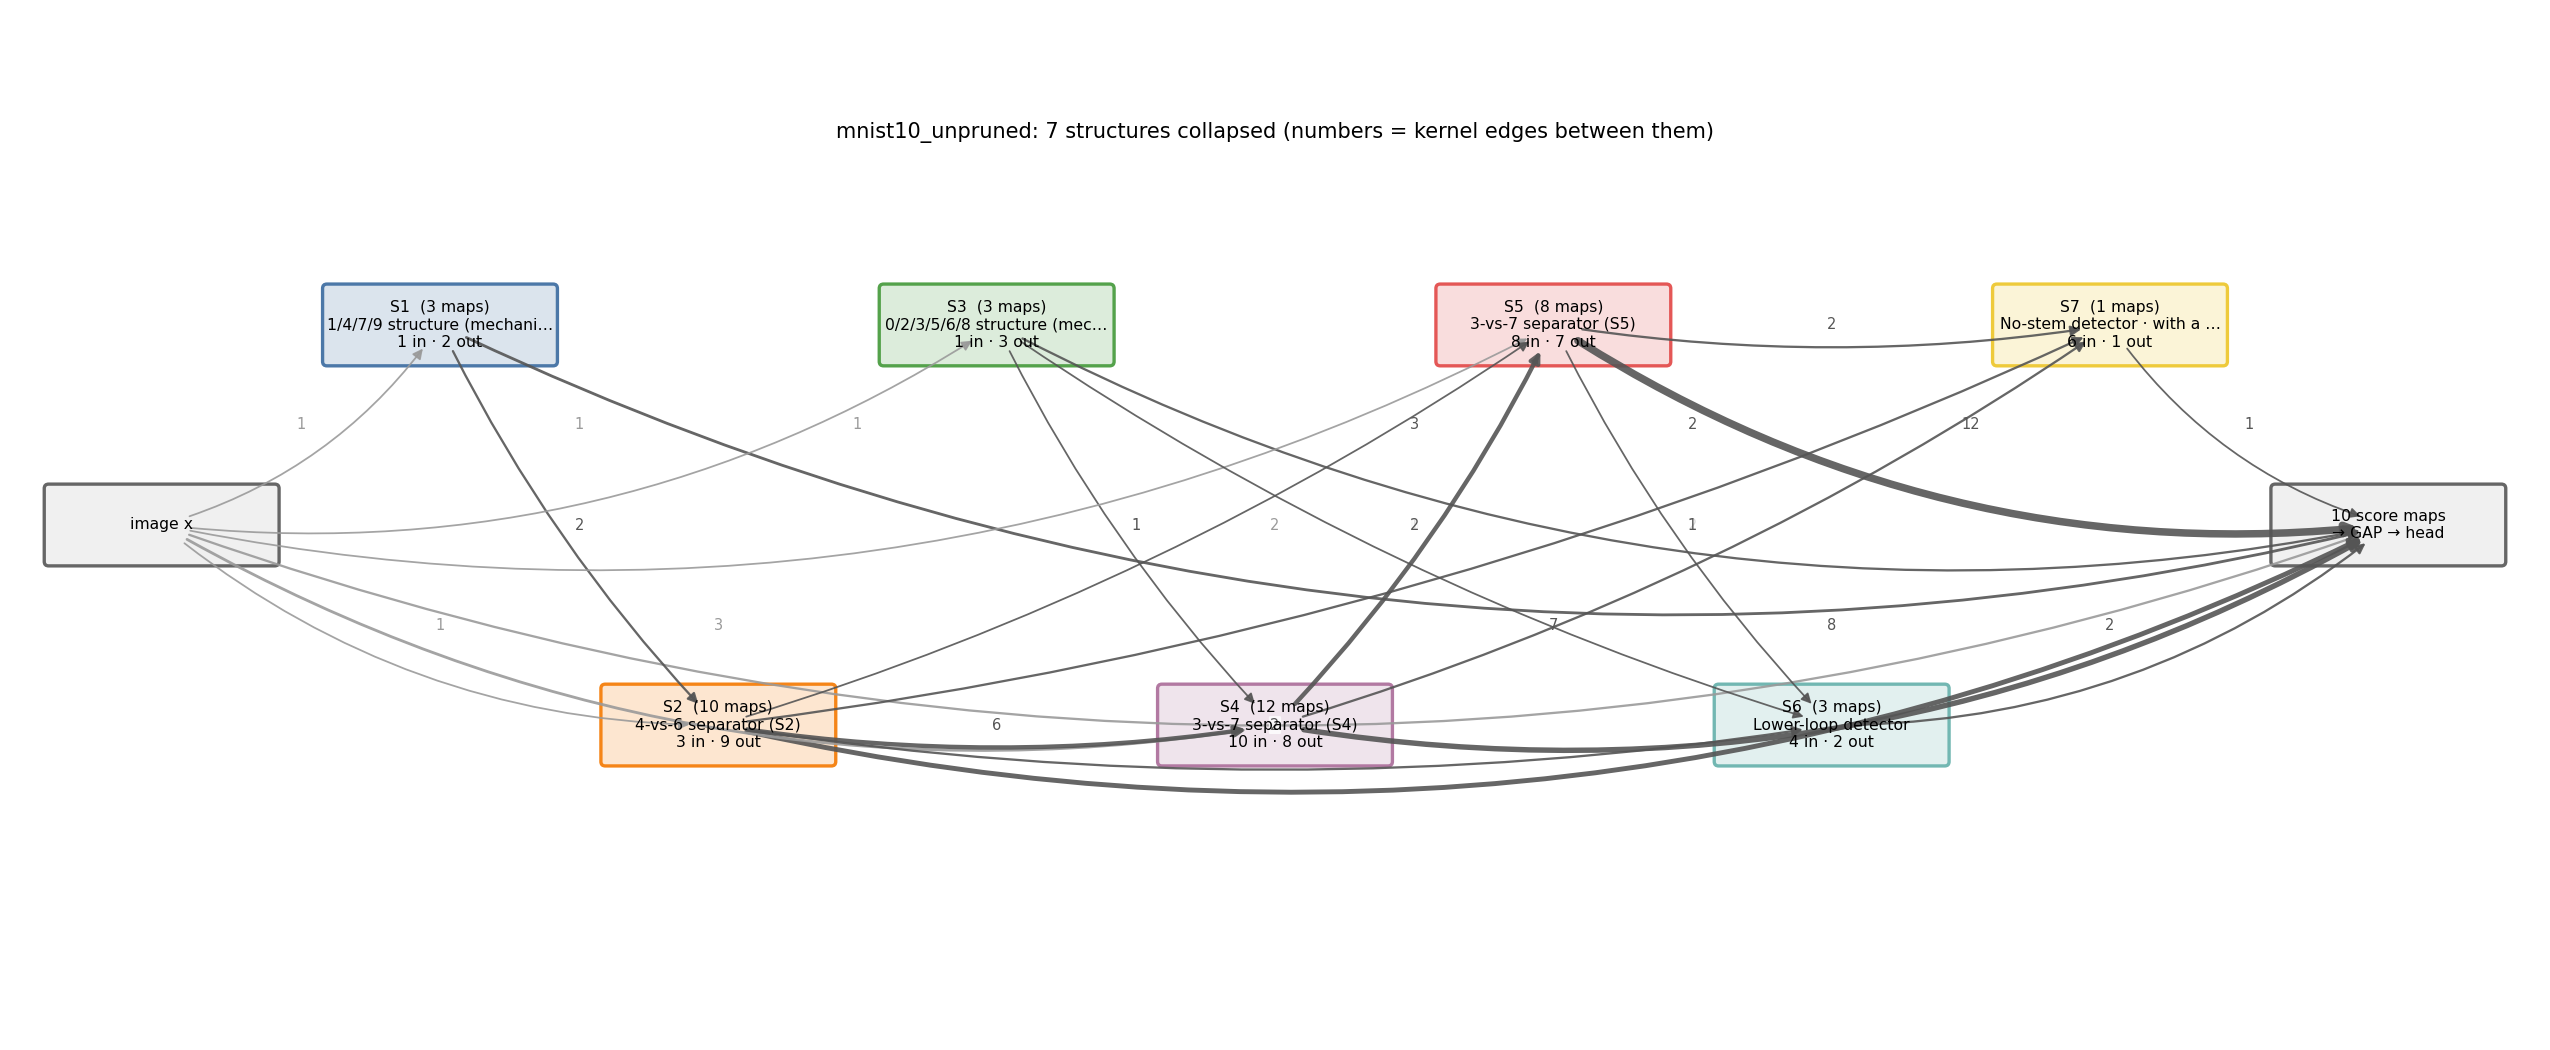 mnist10_unpruned: 7 structures collapsed (numbers = kernel edges between them)
S1 (3 maps)
1/4/7/9 structure (mechani…
1 in · 2 out
S3 (3 maps)
0/2/3/5/6/8 structure (mec…
1 in · 3 out
S5 (8 maps)
3-vs-7 separator (S5)
8 in · 7 out
2
S7 (1 maps)
No-stem detector · with a …
6 in · 1 out
1
1
1
3
2
12
1
image x
2
1
2
2
1
10 score maps
→ GAP → head
1
3
7
8
2
S2 (10 maps)
4-vs-6 separator (S2)
3 in · 9 out
6
S4 (12 maps)
3-vs-7 separator (S4)
10 in · 8 out
S6 (3 maps)
Lower-loop detector
4 in · 2 out